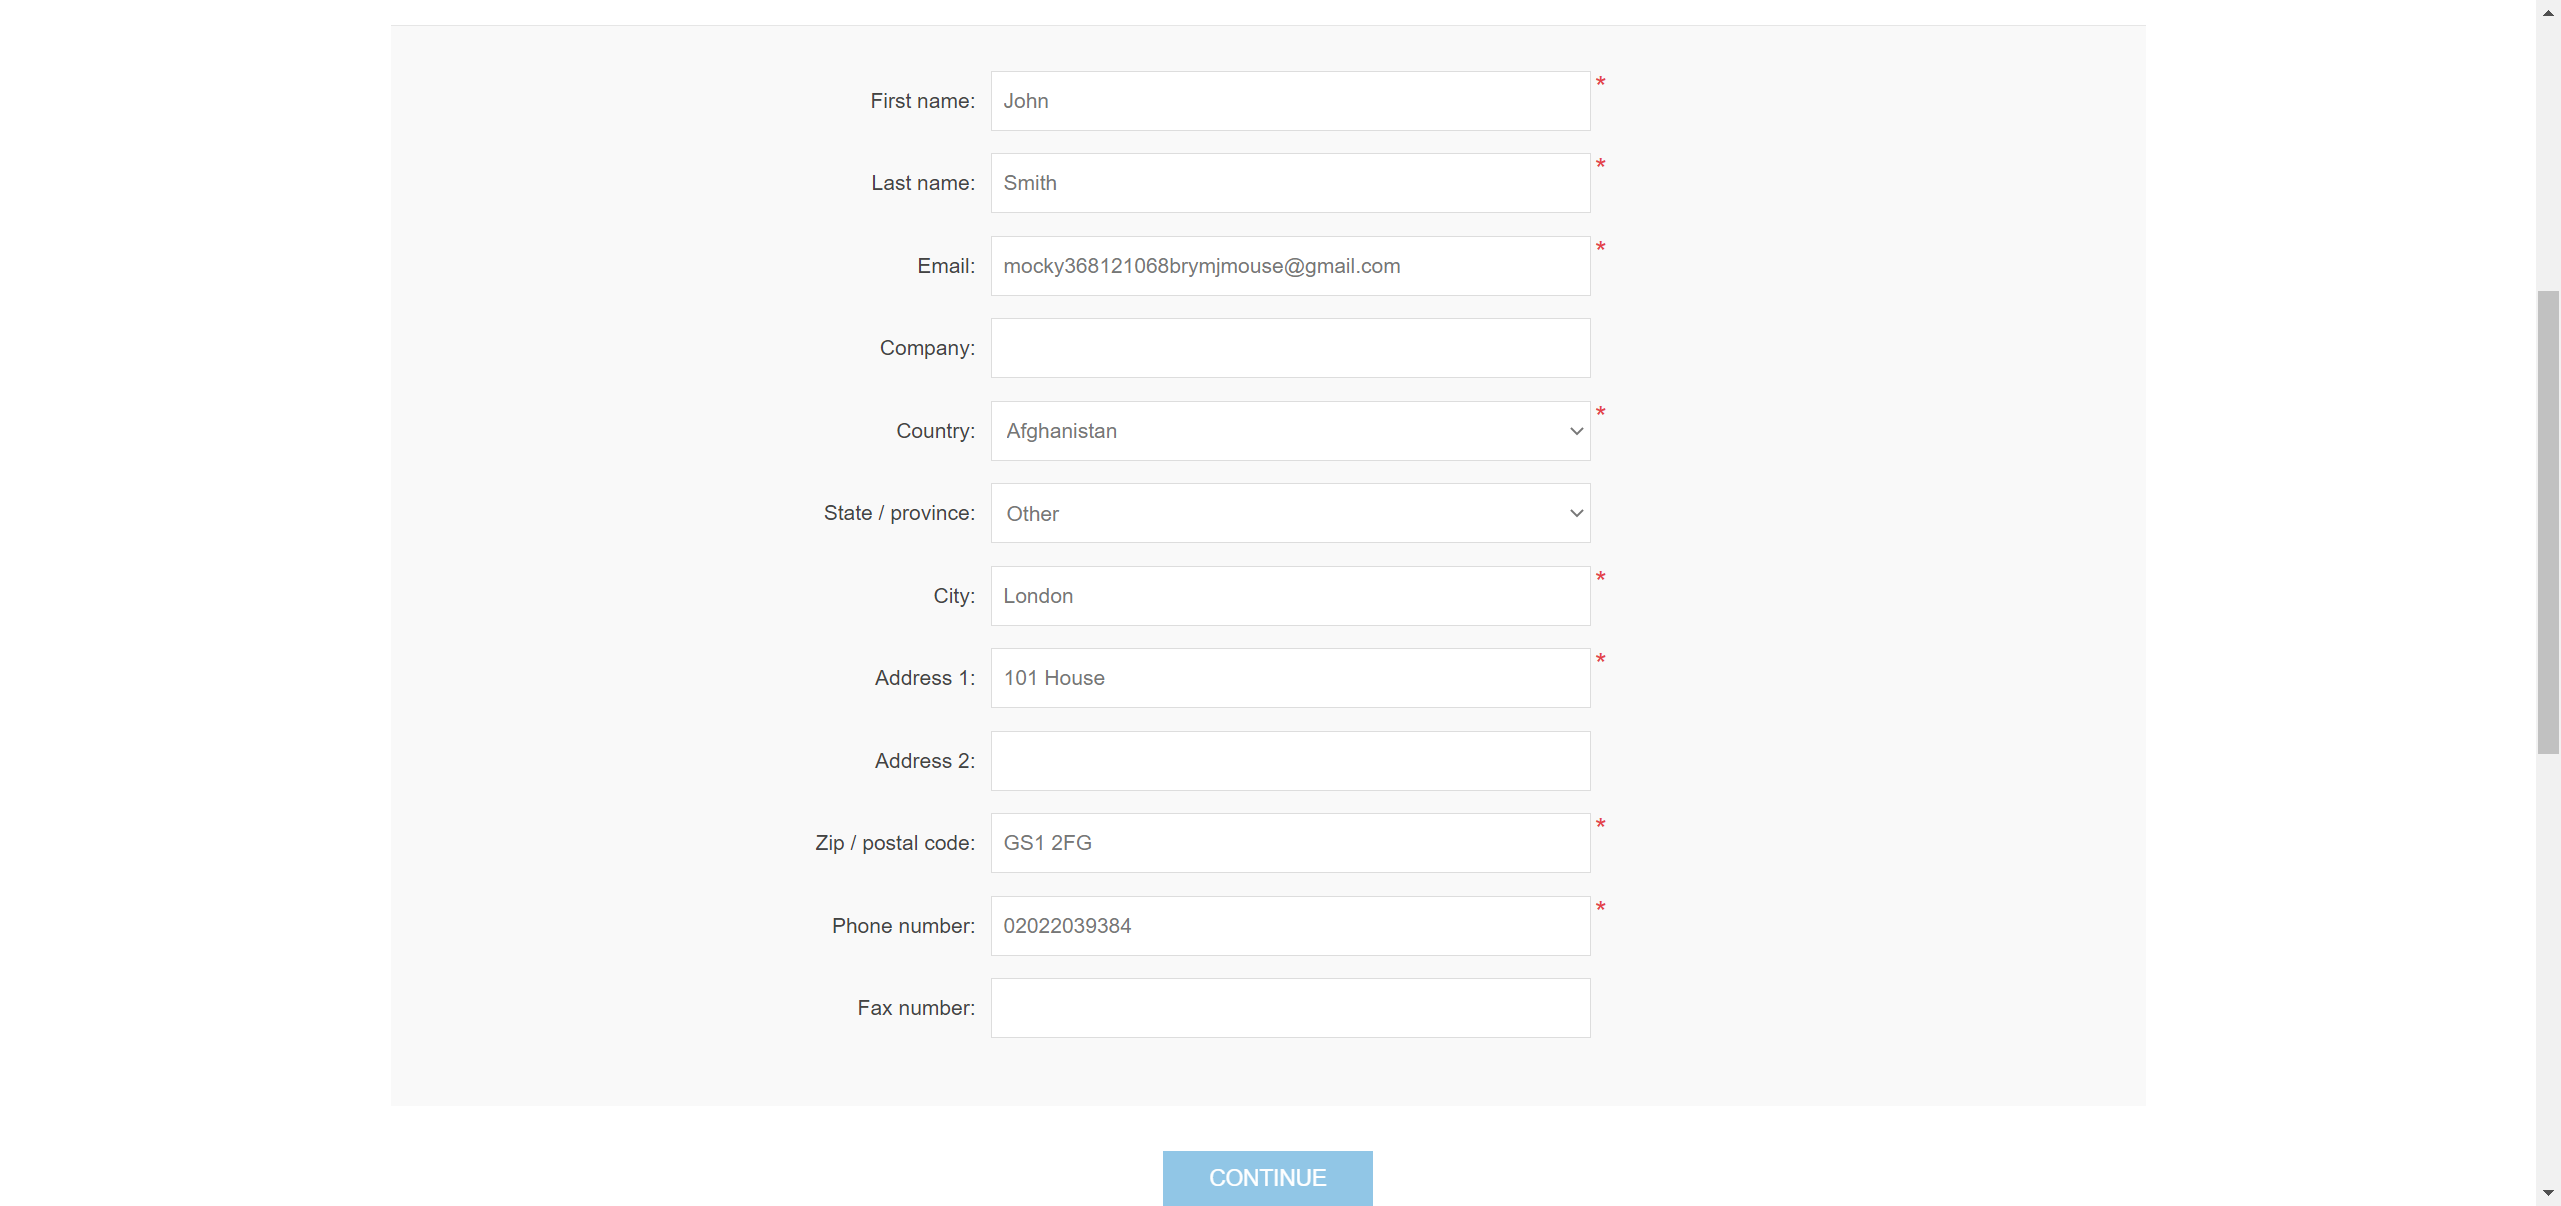 First name: John *
Last name: Smith *
Email: mocky368121068brymjmouse@gmail.com *
Company:
Country: Afghanistan *
State / province: Other
City: London *
Address 1: 101 House *
Address 2:
Zip / postal code: GS1 2FG *
Phone number: 02022039384 *
Fax number:
CONTINUE